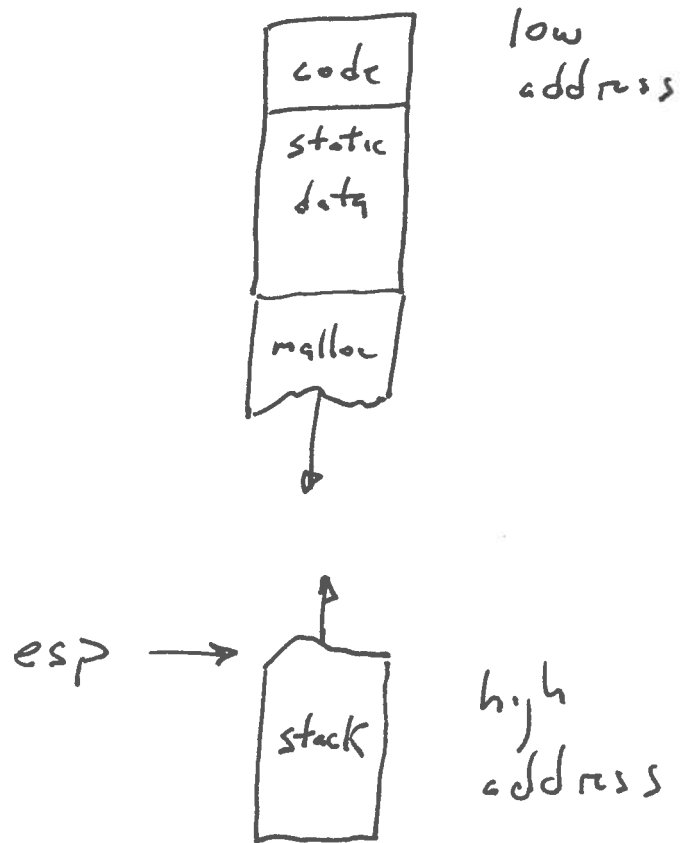 low
address
code
static
data
malloc
esp
stack
high
address